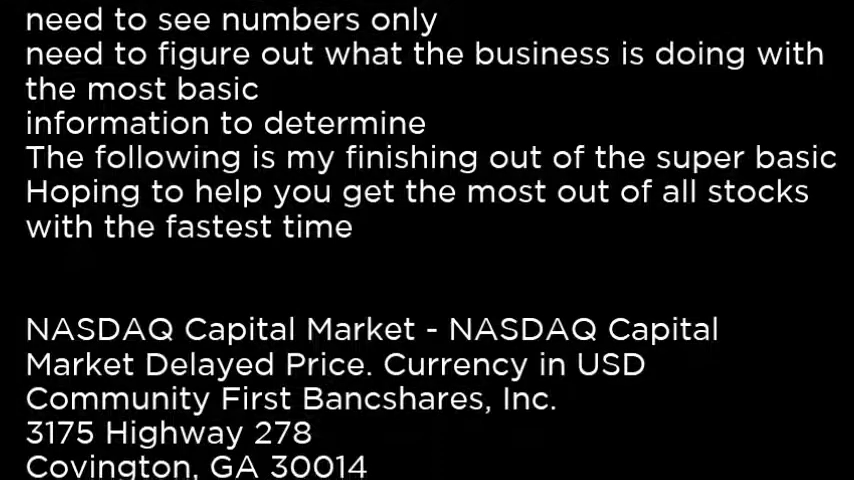 need to see numbers only
need to figure out what the business is doing with
the most basic
information to determine
The following is my finishing out of the super basic
Hoping to help you get the most out of all stocks
with the fastest time
NASDAQ Capital Market - NASDAQ Capital
Market Delayed Price. Currency in USD
Community First Bancshares, Inc.
3175 Highway 278
Covington, GA 30014